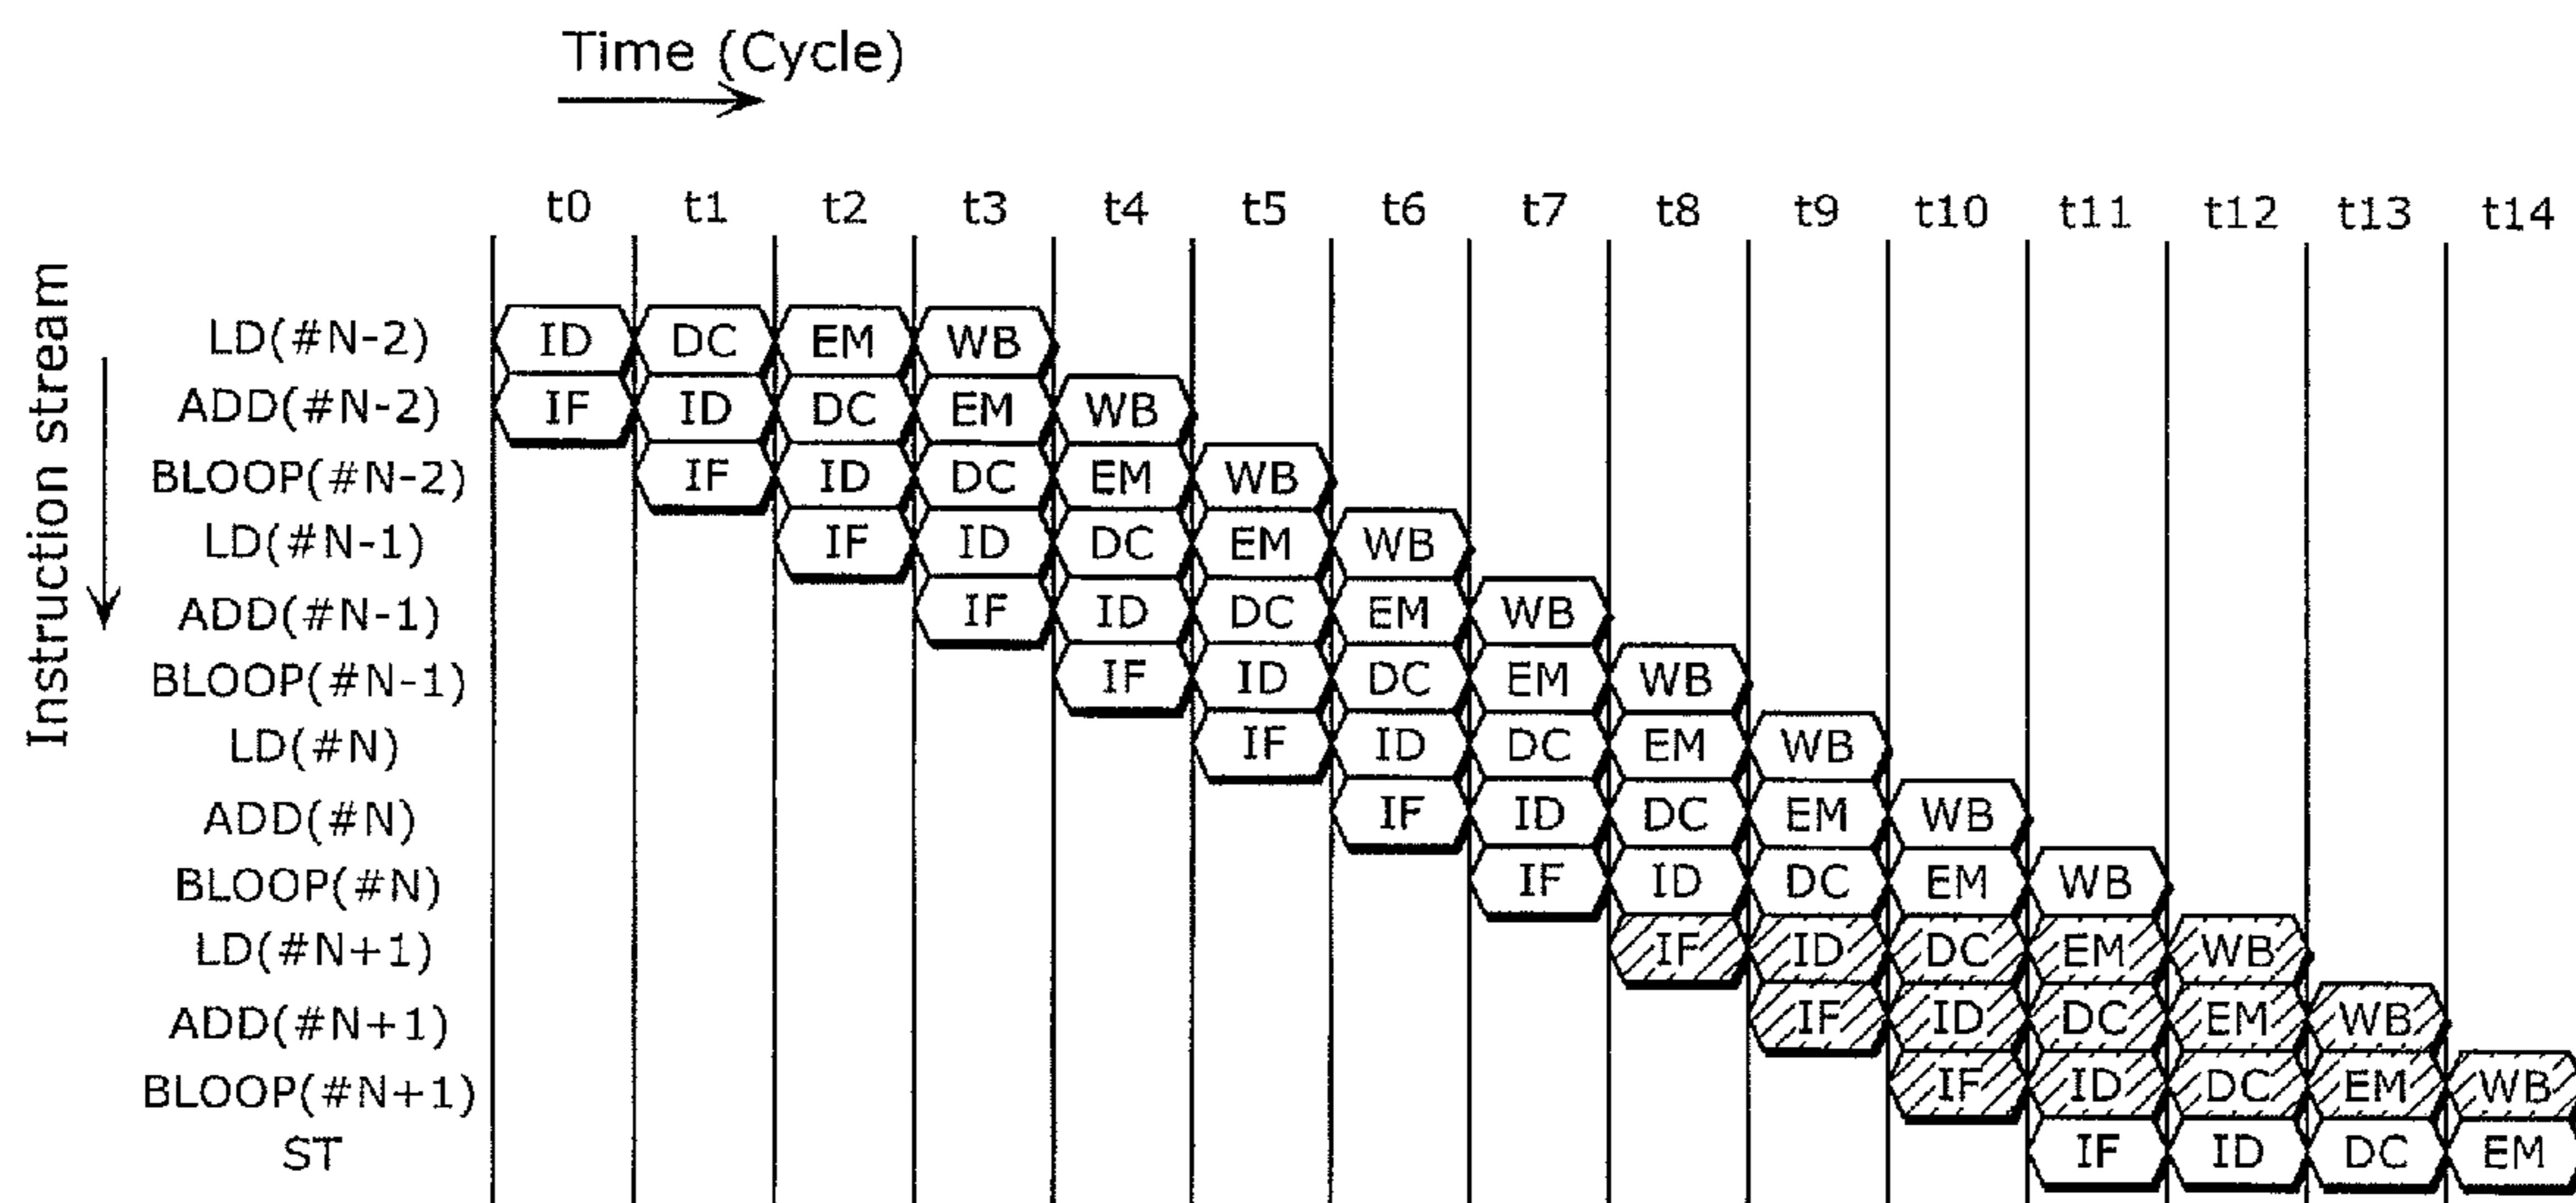 Time (Cycle)
t0 t1 t2 t3 t4 t5 t6 t7 t8 t9 t10 t11 t12 t13 t14
Instruction stream
LD(#N-2) ID DC EM WB
ADD(#N-2) IF ID DC EM WB
BLOOP(#N-2) IF ID DC EM WB
LD(#N-1) IF ID DC EM WB
ADD(#N-1) IF ID DC EM WB
BLOOP(#N-1) IF ID DC EM WB
LD(#N) IF ID DC EM WB
ADD(#N) IF ID DC EM WB
BLOOP(#N) IF ID DC EM WB
LD(#N+1) IF ID DC EM WB
ADD(#N+1) IF ID DC EM WB
BLOOP(#N+1) IF ID DC EM WB
ST IF ID DC EM